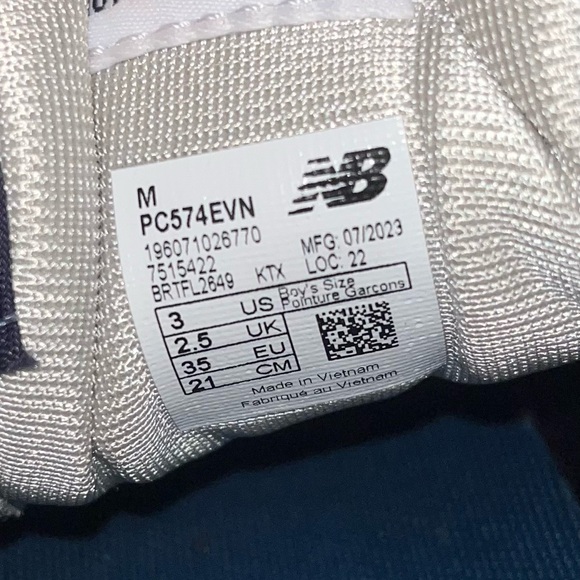 M
PC574EVN
NB
196071026770
7515422
BRTFL2649 KTX
MFG: 07/2023
LOC: 22
3 US Boy's Size
Pointure Garcons
2.5 UK
35 EU
21 CM
Made in Vietnam
Fabriqué au Vietnam